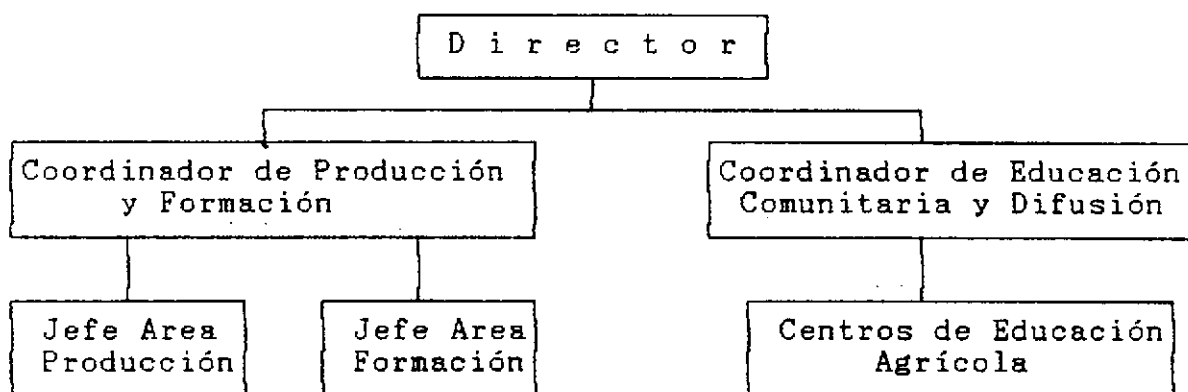 D i r e c t o r
Coordinador de Producción
y Formación
Coordinador de Educación
Comunitaria y Difusión
Jefe Area
Producción
Jefe Area
Formación
Centros de Educación
Agrícola